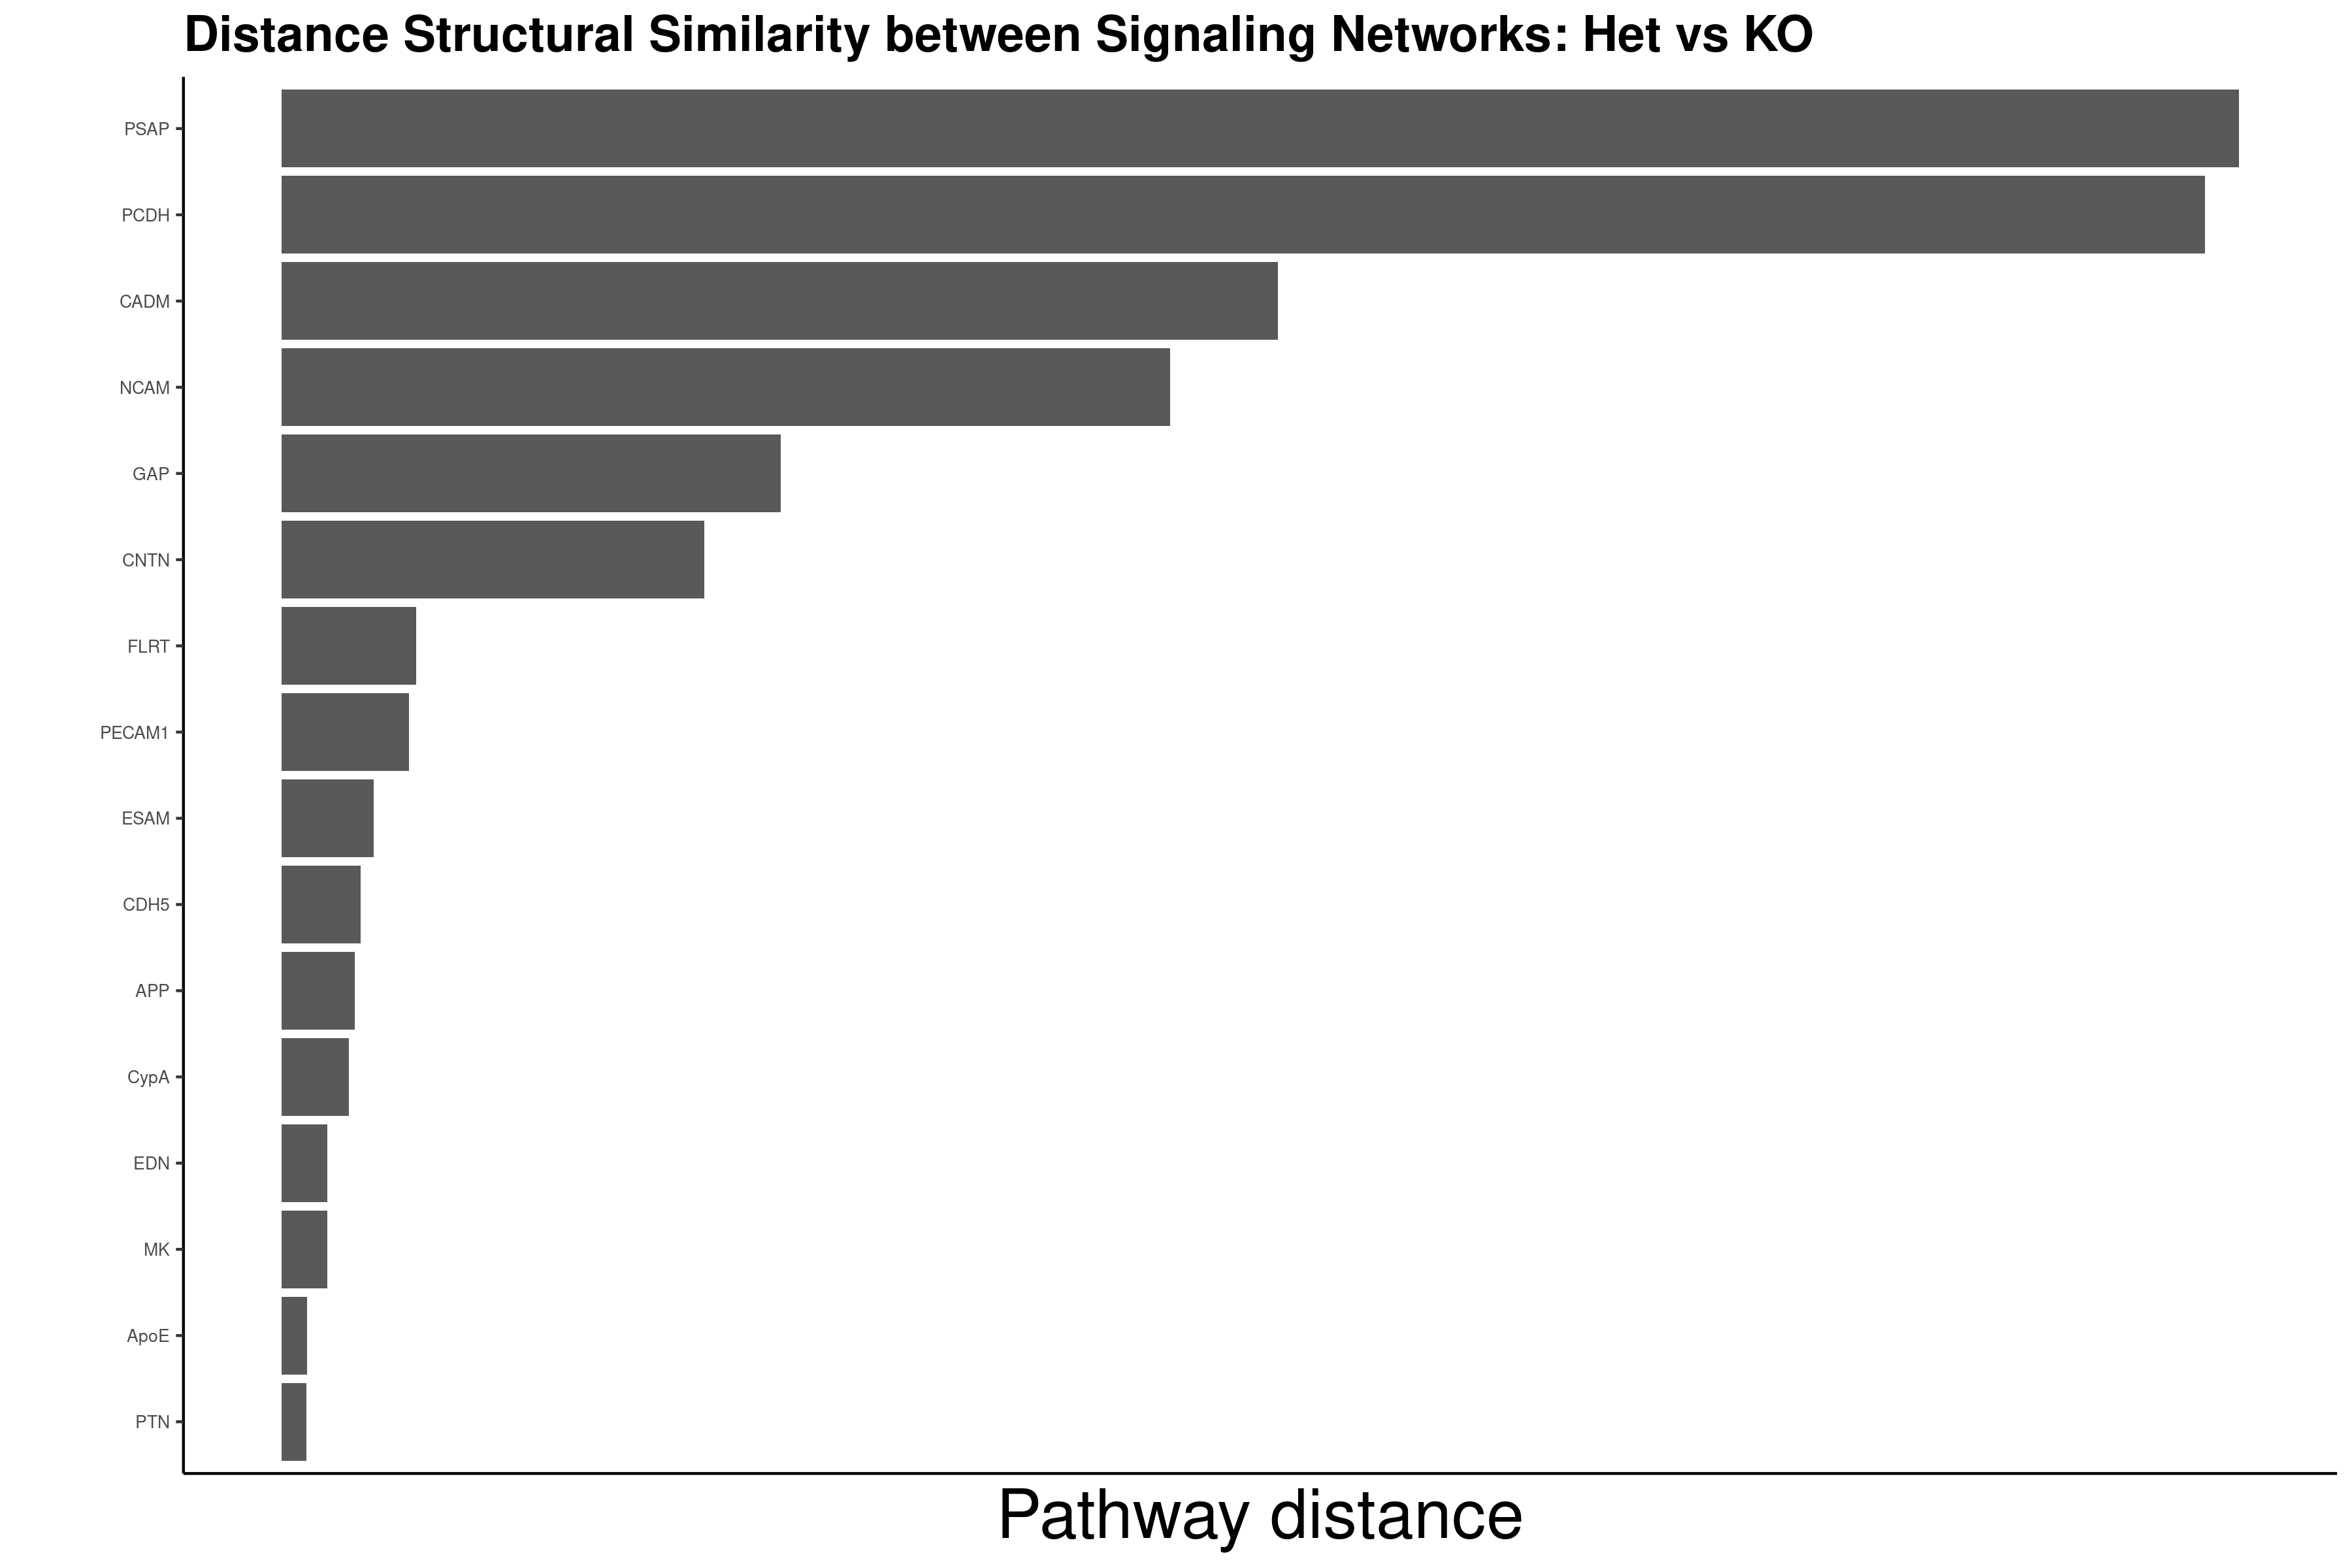 Distance Structural Similarity between Signaling Networks: Het vs KO
PSAP
PCDH
CADM
NCAM
GAP
CNTN
FLRT
PECAM1
ESAM
CDH5
APP
CypA
EDN
MK
ApoE
PTN
Pathway distance